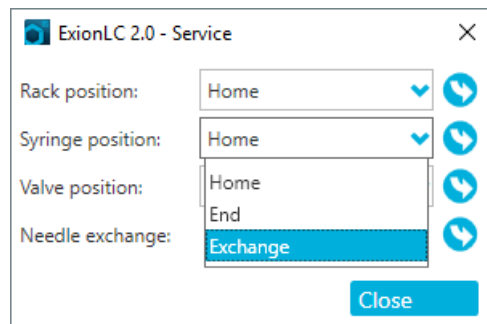 ExionLC 2.0 - Service
Rack position: Home
Syringe position: Home
Valve position:
Home
End
Needle exchange:
Exchange
Close